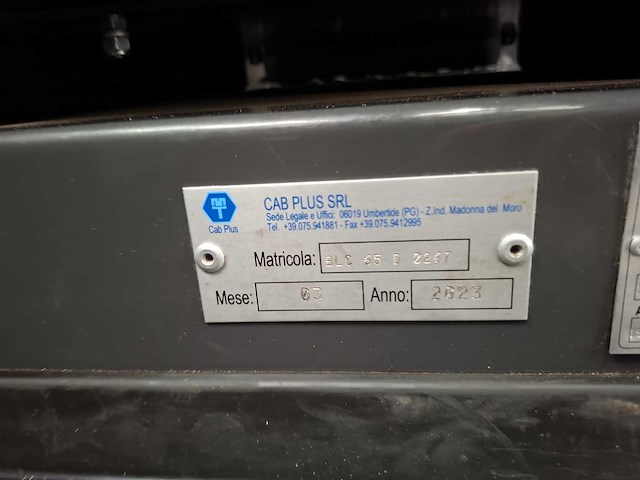 CAB PLUS SRL
Sede Legale e Uffici: 06019 Umbertide (PG) - Z.Ind. Madonna del Moro
Tel. +39.075.941881 - Fax +39.075.9412995
Cab Plus
Matricola: D
Mese: 03 Anno: 2023